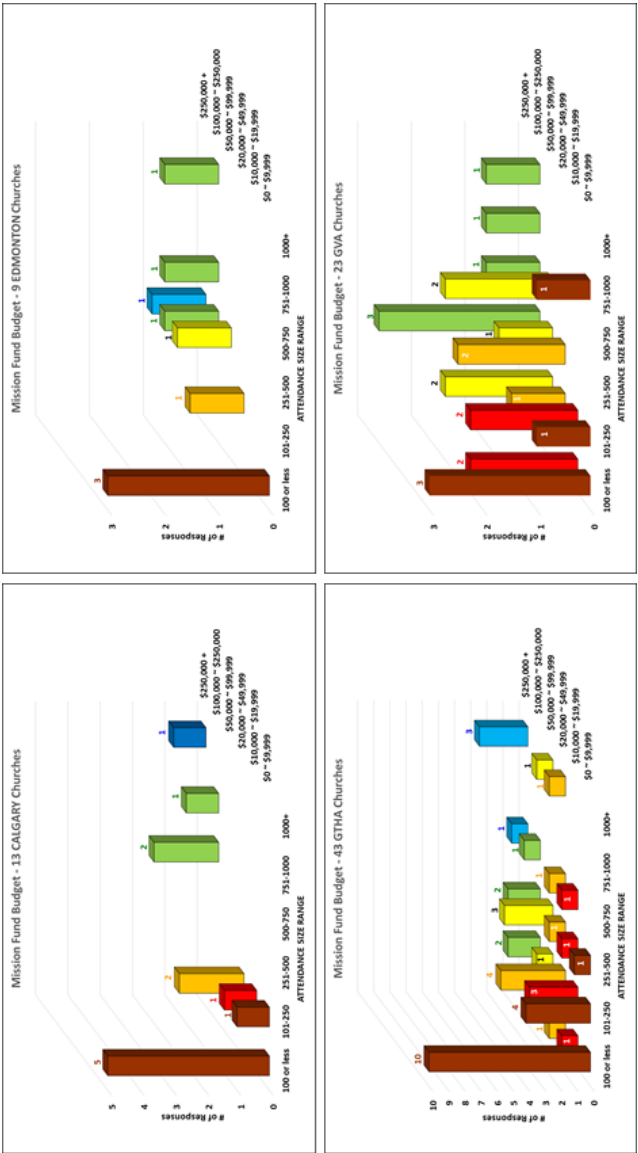 Mission Fund Budget - 13 CALGARY Churches
# of Responses
5
4
3
2
1
0
5
1
1
2
2
1
1
100 or less
101-250
251-500
500-750
751-1000
1000+
ATTENDANCE SIZE RANGE
$250,000 +
$100,000 ~ $250,000
$50,000 ~ $99,999
$20,000 ~ $49,999
$10,000 ~ $19,999
$0 ~ $9,999
Mission Fund Budget - 9 EDMONTON Churches
# of Responses
3
2
1
0
3
1
1
1
1
1
1
100 or less
101-250
251-500
500-750
751-1000
1000+
ATTENDANCE SIZE RANGE
$250,000 +
$100,000 ~ $250,000
$50,000 ~ $99,999
$20,000 ~ $49,999
$10,000 ~ $19,999
$0 ~ $9,999
Mission Fund Budget - 43 GTHA Churches
# of Responses
10
9
8
7
6
5
4
3
2
1
0
10
1
1
4
3
4
1
2
1
1
1
3
2
1
1
1
1
1
1
3
100 or less
101-250
251-500
500-750
751-1000
1000+
ATTENDANCE SIZE RANGE
$250,000 +
$100,000 ~ $250,000
$50,000 ~ $99,999
$20,000 ~ $49,999
$10,000 ~ $19,999
$0 ~ $9,999
Mission Fund Budget - 23 GVA Churches
# of Responses
3
2
1
0
3
2
1
2
1
2
2
1
3
1
2
1
1
1
100 or less
101-250
251-500
500-750
751-1000
1000+
ATTENDANCE SIZE RANGE
$250,000 +
$100,000 ~ $250,000
$50,000 ~ $99,999
$20,000 ~ $49,999
$10,000 ~ $19,999
$0 ~ $9,999